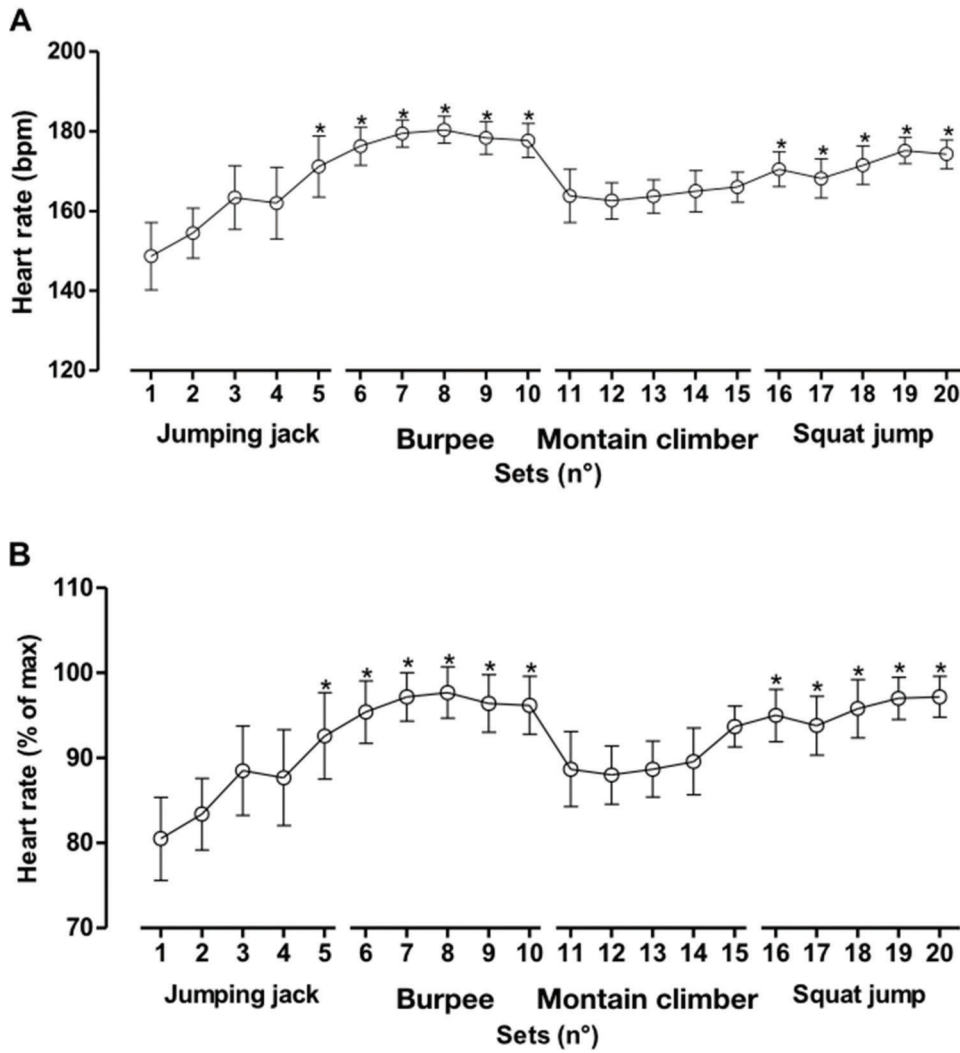 A
200
180
160
140
120
Heart rate (bpm)
* * * * * * * * * * *
1 2 3 4 5 6 7 8 9 10 11 12 13 14 15 16 17 18 19 20
Jumping jack Burpee Montain climber Squat jump
Sets (n°)
B
110
100
90
80
70
Heart rate (% of max)
* * * * * * * * * * *
1 2 3 4 5 6 7 8 9 10 11 12 13 14 15 16 17 18 19 20
Jumping jack Burpee Montain climber Squat jump
Sets (n°)